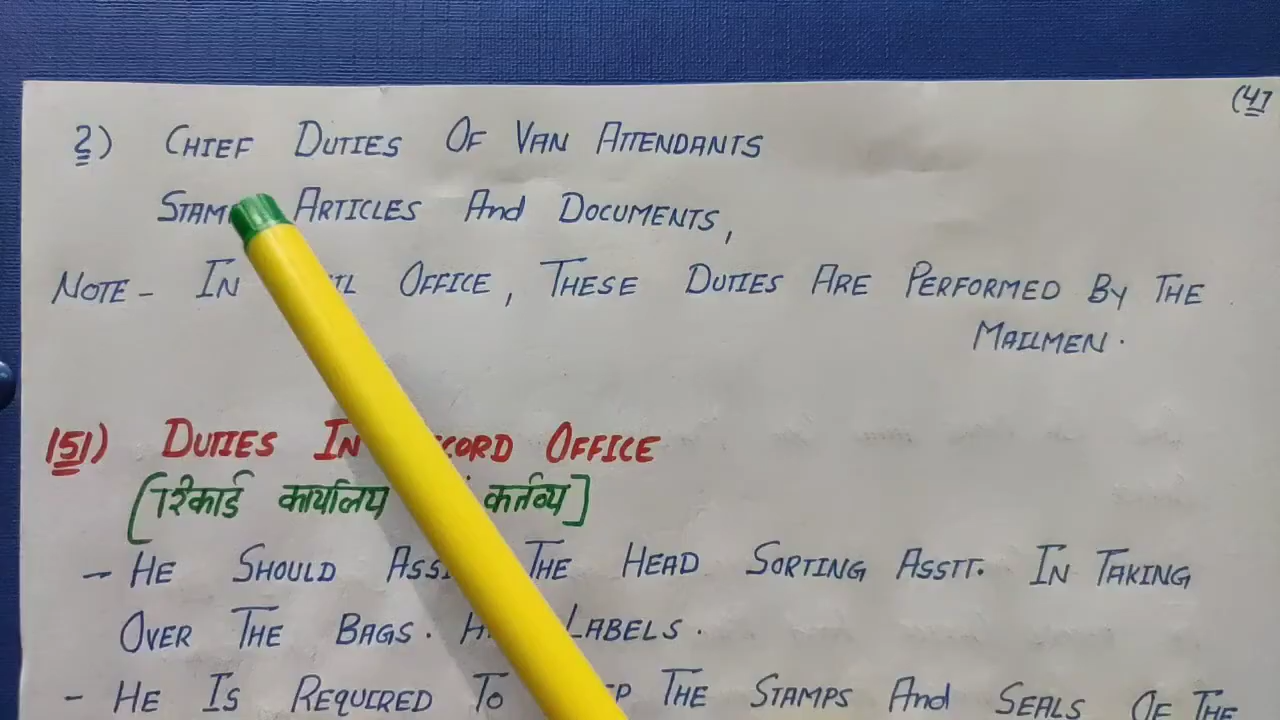 (4)
2) CHIEF DUTIES OF VAN ATTENDANTS
ARTICLES And DOCUMENTS,
NOTE - IN OFFICE, THESE DUTIES ARE PERFORMED By THE
MAILMEN.
(5) DUTIES IN OFFICE
[रिकार्ड कार्यालय कर्तव्य]
- HE SHOULD THE HEAD SORTING ASSTT. IN TAKING
OVER THE BAGS. LABELS.
- HE IS REQUIRED TO THE STAMPS And SEALS OF THE